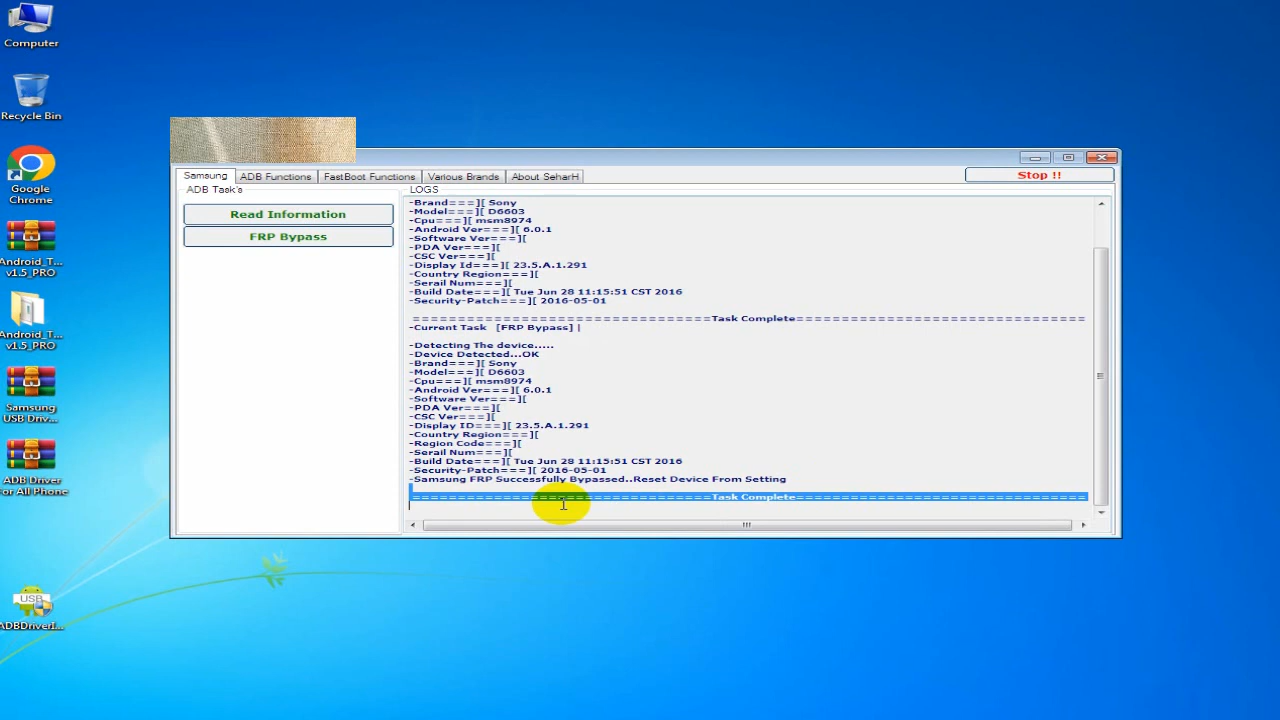 Computer
Recycle Bin
Google
Chrome
Android_T...
v1.5_PRO
Android_T...
v1.5_PRO
Samsung
USB Driv...
ADB Driver
or All Phone
USB
ADBDriverI...
Samsung
ADB Functions
FastBoot Functions
Various Brands
About SeharH
Stop !!
ADB Task's
Read Information
FRP Bypass
LOGS
-Brand===][ Sony
-Model===][ D6603
-Cpu===][ msm8974
-Android Ver===][ 6.0.1
-Software Ver===][
-PDA Ver===][
-CSC Ver===][
-Display Id===][ 23.5.A.1.291
-Country Region===][
-Serail Num===][
-Build Date===][ Tue Jun 28 11:15:51 CST 2016
-Security-Patch===][ 2016-05-01
================================Task Complete===============================
-Current Task [FRP Bypass] |
-Detecting The device.....
-Device Detected...OK
-Brand===][ Sony
-Model===][ D6603
-Cpu===][ msm8974
-Android Ver===][ 6.0.1
-Software Ver===][
-PDA Ver===][
-CSC Ver===][
-Display ID===][ 23.5.A.1.291
-Country Region===][
-Region Code===][
-Serail Num===][
-Build Date===][ Tue Jun 28 11:15:51 CST 2016
-Security-Patch===][ 2016-05-01
-Samsung FRP Successfully Bypassed..Reset Device From Setting
================================Task Complete===============================